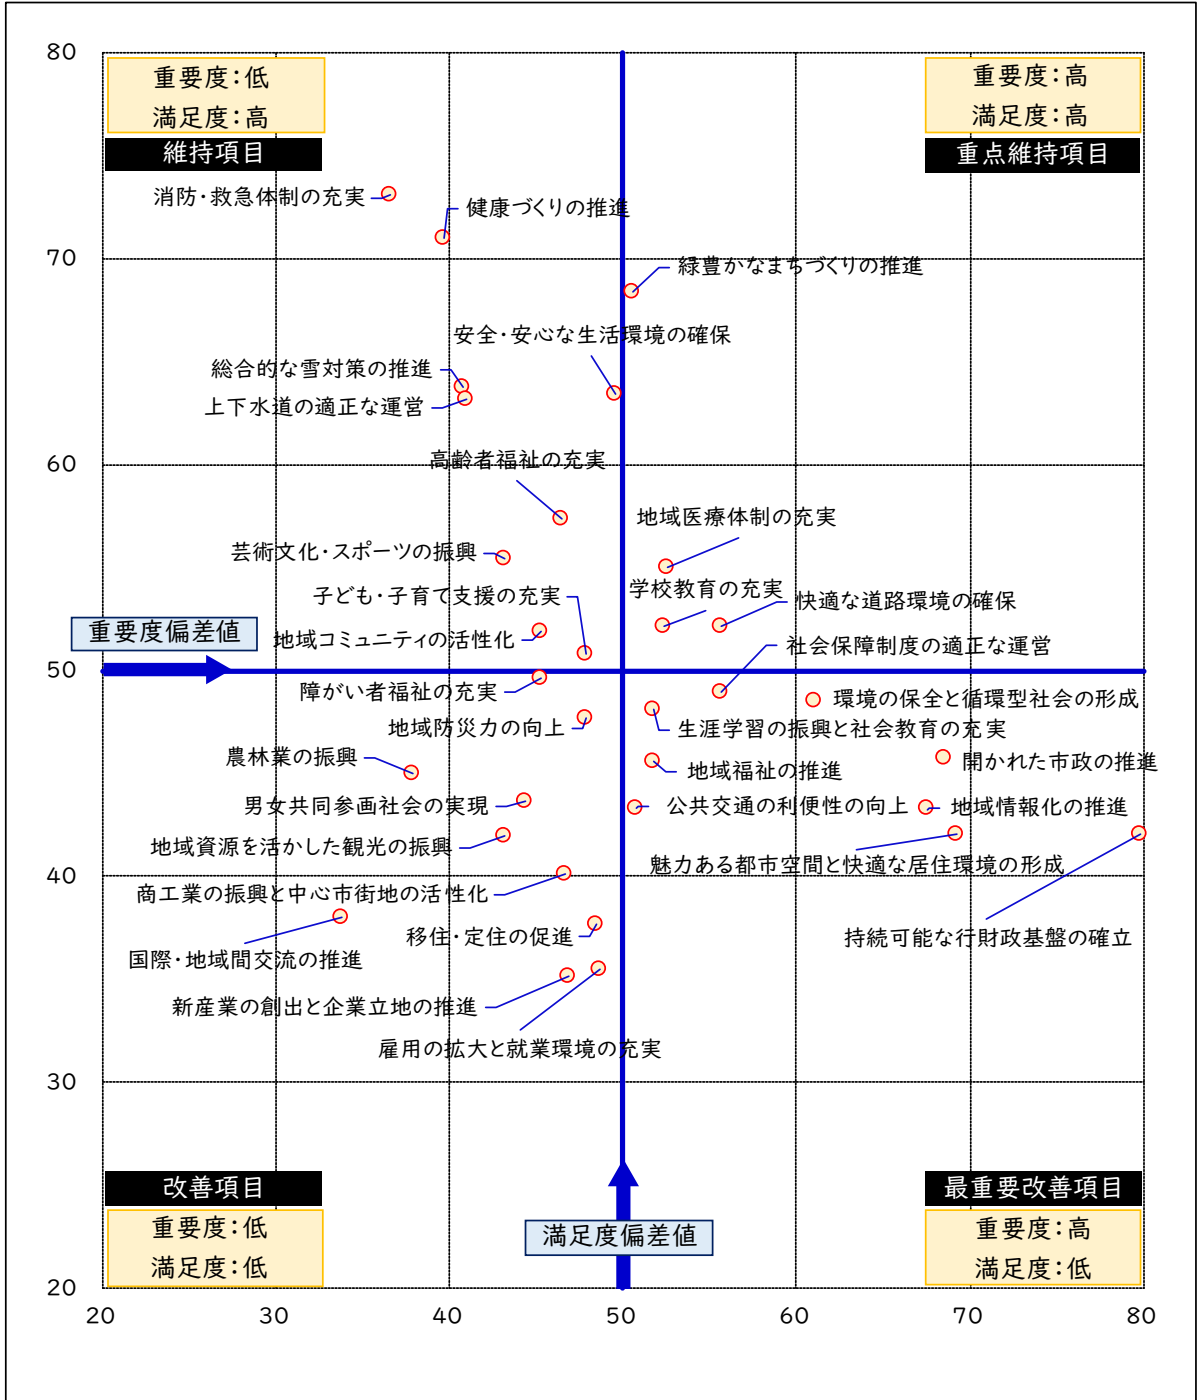 80
重要度：低
満足度：高
維持項目
重要度：高
満足度：高
重点維持項目
消防・救急体制の充実
健康づくりの推進
70
緑豊かなまちづくりの推進
安全・安心な生活環境の確保
総合的な雪対策の推進
上下水道の適正な運営
60
高齢者福祉の充実
地域医療体制の充実
芸術文化・スポーツの振興
学校教育の充実
子ども・子育て支援の充実
快適な道路環境の確保
重要度偏差値
地域コミュニティの活性化
社会保障制度の適正な運営
50
障がい者福祉の充実
環境の保全と循環型社会の形成
地域防災力の向上
生涯学習の振興と社会教育の充実
農林業の振興
地域福祉の推進
開かれた市政の推進
男女共同参画社会の実現
公共交通の利便性の向上
地域情報化の推進
地域資源を活かした観光の振興
魅力ある都市空間と快適な居住環境の形成
40
商工業の振興と中心市街地の活性化
移住・定住の促進
持続可能な行財政基盤の確立
国際・地域間交流の推進
新産業の創出と企業立地の推進
雇用の拡大と就業環境の充実
30
改善項目
重要度：低
満足度：低
満足度偏差値
最重要改善項目
重要度：高
満足度：低
20
20 30 40 50 60 70 80